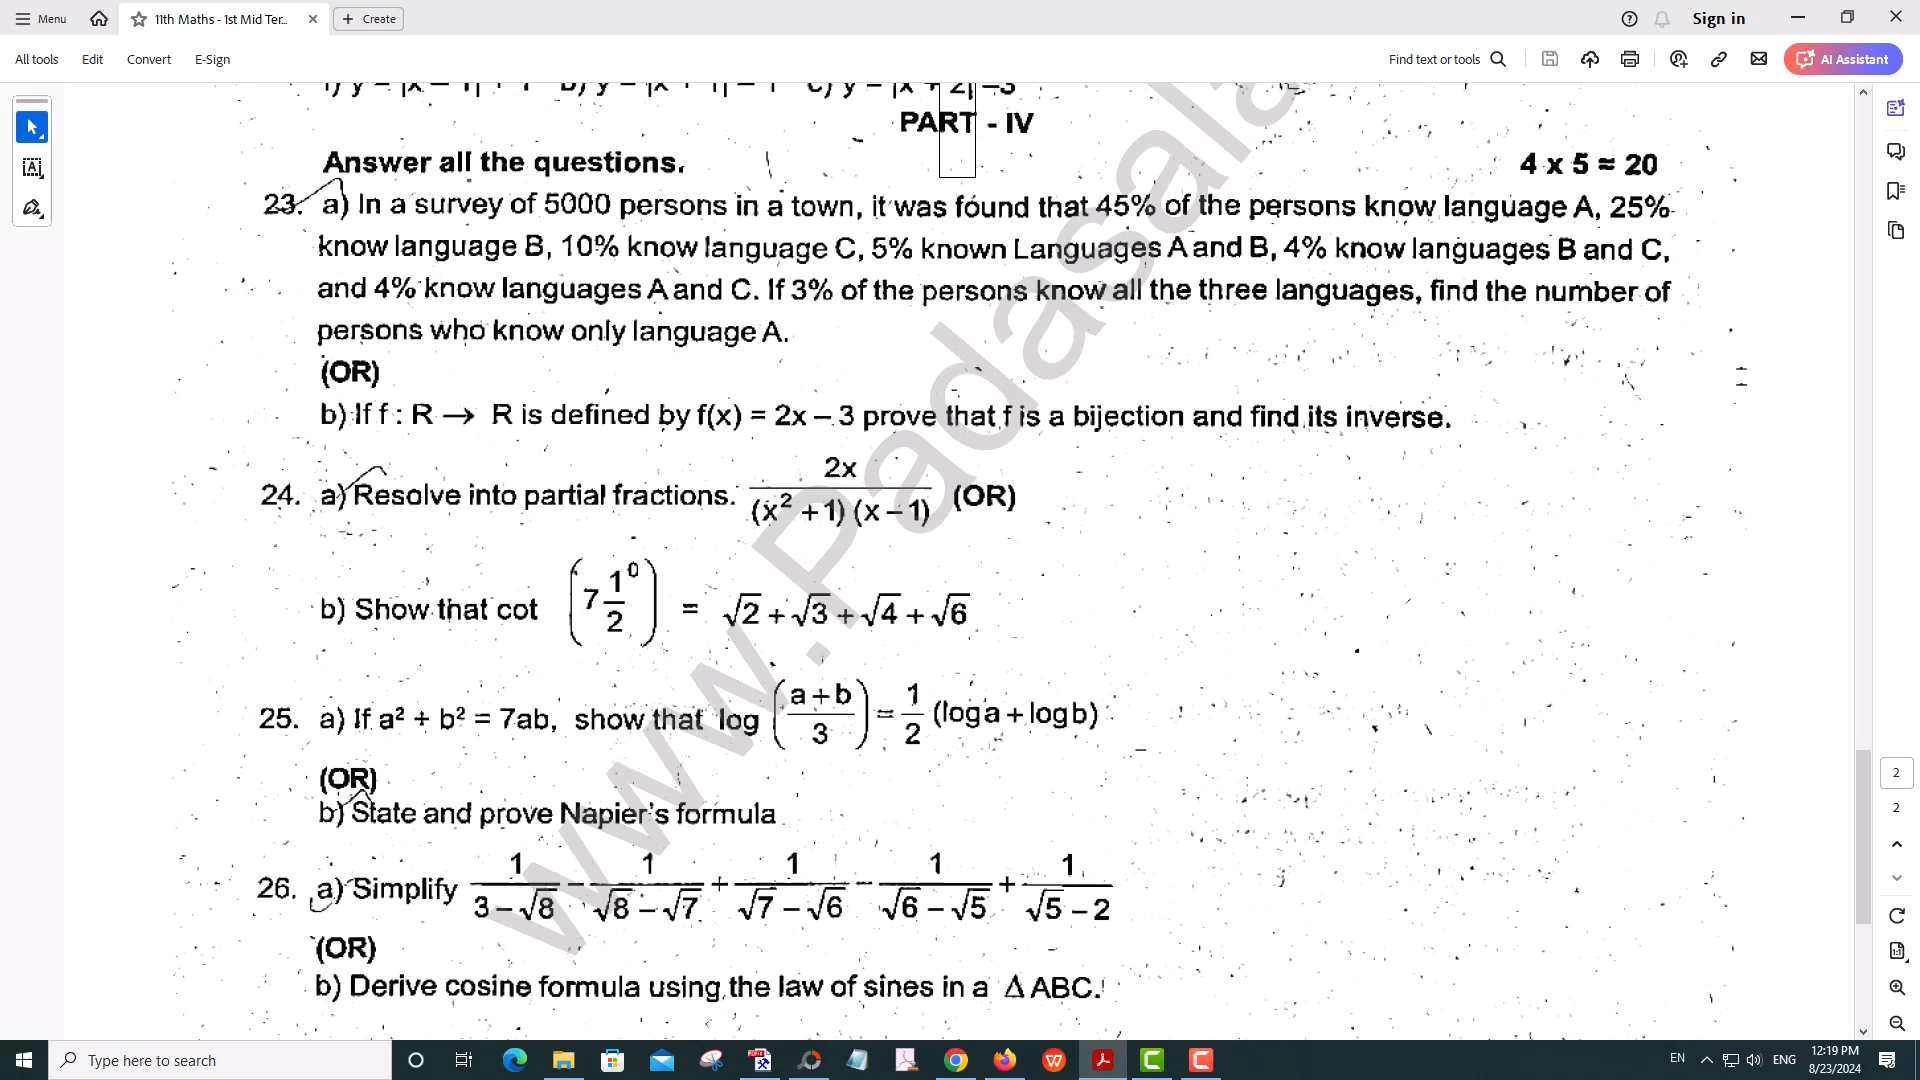 Menu
11th Maths - 1st Mid Ter...
Create
Sign in
All tools Edit Convert E-Sign
Find text or tools
AI Assistant
PART - IV
Answer all the questions. 4 x 5 = 20
23. a) In a survey of 5000 persons in a town, it was found that 45% of the persons know language A, 25%
know language B, 10% know language C, 5% known Languages A and B, 4% know languages B and C,
and 4% know languages A and C. If 3% of the persons know all the three languages, find the number of
persons who know only language A.
(OR)
b) If f : R → R is defined by f(x) = 2x – 3 prove that f is a bijection and find its inverse.
24. a) Resolve into partial fractions. 2x / (x² + 1) (x – 1) (OR)
b) Show that cot (7 1/2 ⁰) = √2 + √3 + √4 + √6
25. a) If a² + b² = 7ab, show that log ((a + b)/3) = 1/2 (log a + log b)
(OR)
b) State and prove Napier's formula
26. a) Simplify 1/(3 – √8) – 1/(√8 – √7) + 1/(√7 – √6) – 1/(√6 – √5) + 1/(√5 – 2)
(OR)
b) Derive cosine formula using the law of sines in a Δ ABC.
www.Padasala
2
2
Type here to search
EN
ENG
12:19 PM
8/23/2024